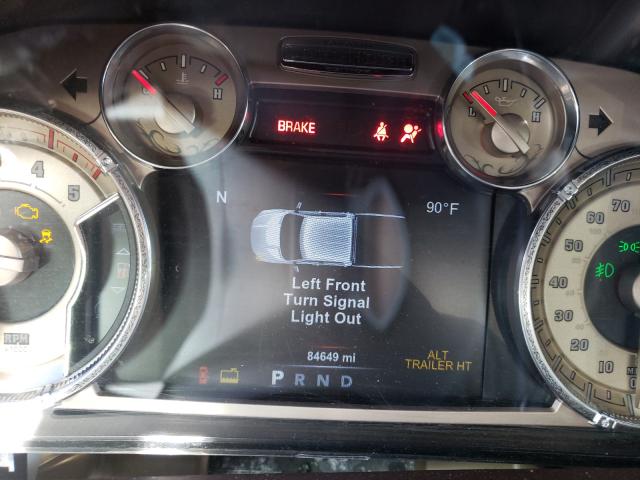 H
BRAKE
L H
4 5
N
90°F
70
60
50
40
30
20
10
Left Front
Turn Signal
Light Out
84649 mi
ALT
TRAILER HT
P R N D
RPM